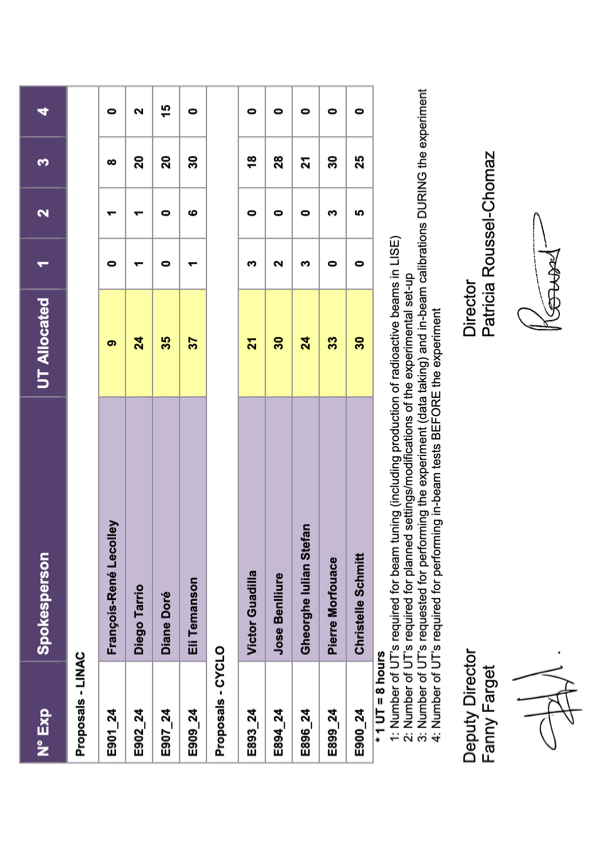 N° Exp Spokesperson UT Allocated 1 2 3 4
Proposals - LINAC
E901_24 François-René Lecolley 9 0 1 8 0
E902_24 Diego Tarrio 24 1 1 20 2
E907_24 Diane Doré 35 0 0 20 15
E909_24 Eli Temanson 37 1 6 30 0
Proposals - CYCLO
E893_24 Victor Guadilla 21 3 0 18 0
E894_24 Jose Benlliure 30 2 0 28 0
E896_24 Gheorghe Iulian Stefan 24 3 0 21 0
E899_24 Pierre Morfouace 33 0 3 30 0
E900_24 Christelle Schmitt 30 0 5 25 0
* 1 UT = 8 hours
1: Number of UT's required for beam tuning (including production of radioactive beams in LISE)
2: Number of UT's required for planned settings/modifications of the experimental set-up
3: Number of UT's requested for performing the experiment (data taking) and in-beam calibrations DURING the experiment
4: Number of UT's required for performing in-beam tests BEFORE the experiment
Deputy Director Director
Fanny Farget Patricia Roussel-Chomaz